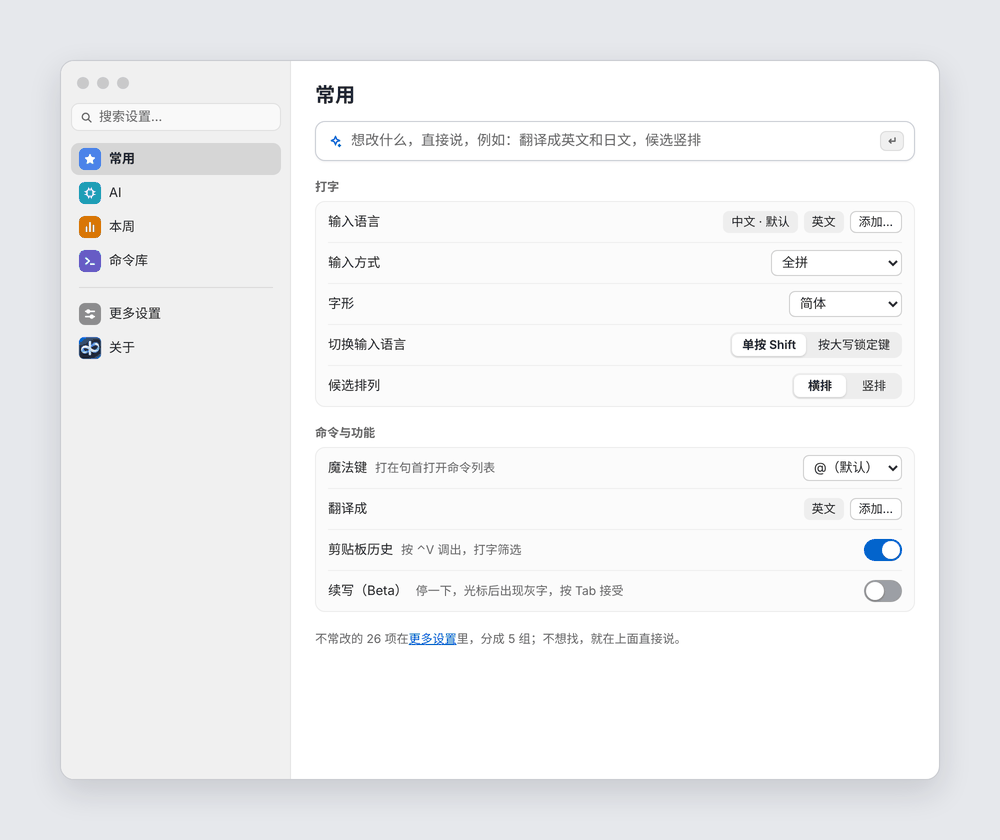 搜索设置...
常用
AI
本周
命令库
更多设置
关于
常用
想改什么，直接说，例如：翻译成英文和日文，候选竖排
打字
输入语言 中文 · 默认 英文 添加...
输入方式 全拼
字形 简体
切换输入语言 单按 Shift 按大写锁定键
候选排列 横排 竖排
命令与功能
魔法键 打在句首打开命令列表 @（默认）
翻译成 英文 添加...
剪贴板历史 按 ^V 调出，打字筛选
续写（Beta） 停一下，光标后出现灰字，按 Tab 接受
不常改的 26 项在更多设置里，分成 5 组；不想找，就在上面直接说。